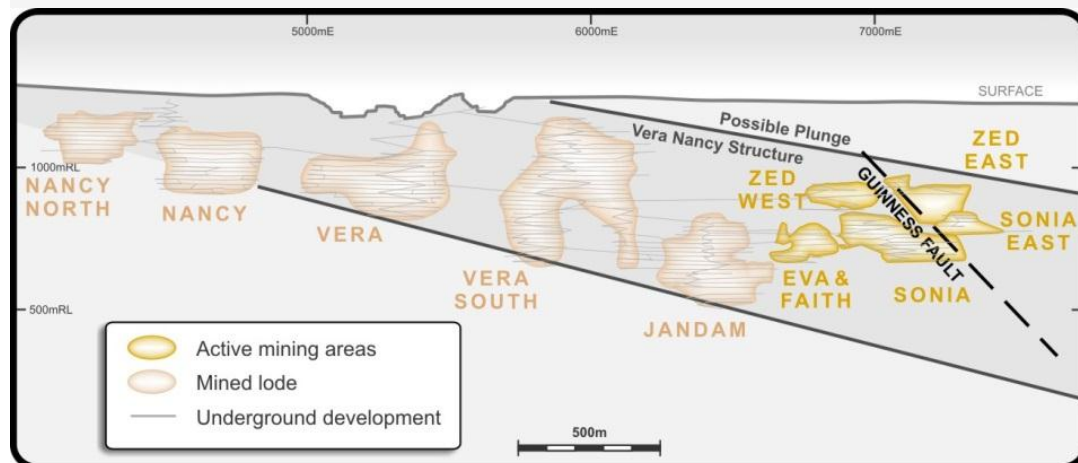 5000mE
6000mE
7000mE
SURFACE
Possible Plunge
Vera Nancy Structure
ZED
EAST
1000mRL
ZED
WEST
GUINNESS FAULT
NANCY
NORTH
NANCY
VERA
SONIA
EAST
VERA
SOUTH
EVA &
FAITH
SONIA
500mRL
JANDAM
Active mining areas
Mined lode
Underground development
500m